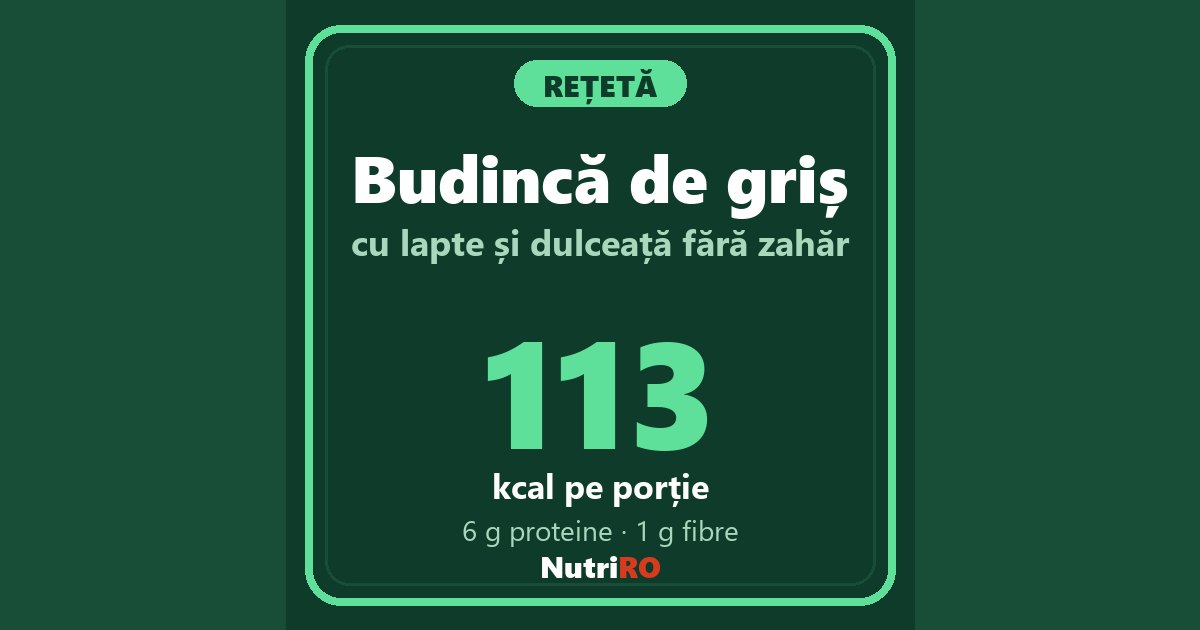 REȚETĂ
Budincă de griș
cu lapte și dulceață fără zahăr
113
kcal pe porție
6 g proteine · 1 g fibre
NutriRO